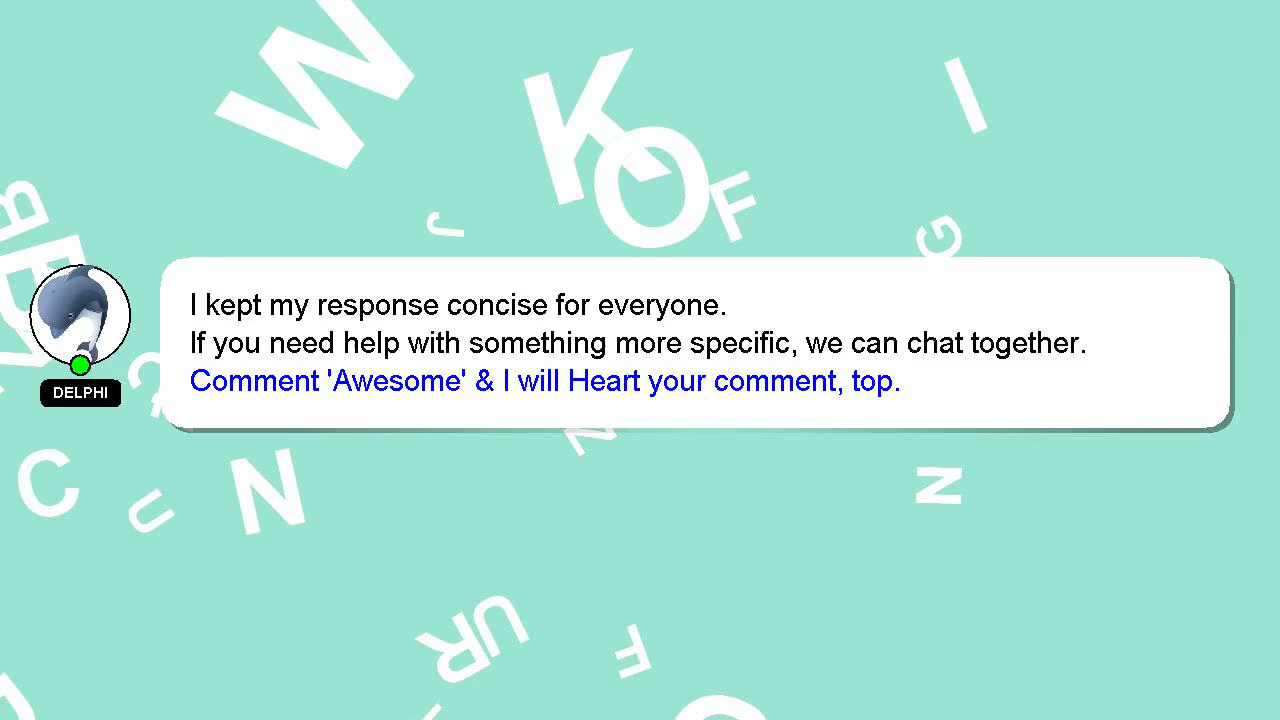 W
K
O
F
I
J
G
B
I kept my response concise for everyone.
If you need help with something more specific, we can chat together.
Comment 'Awesome' & I will Heart your comment, top.
DELPHI
C
U
N
N
N
U
R
F